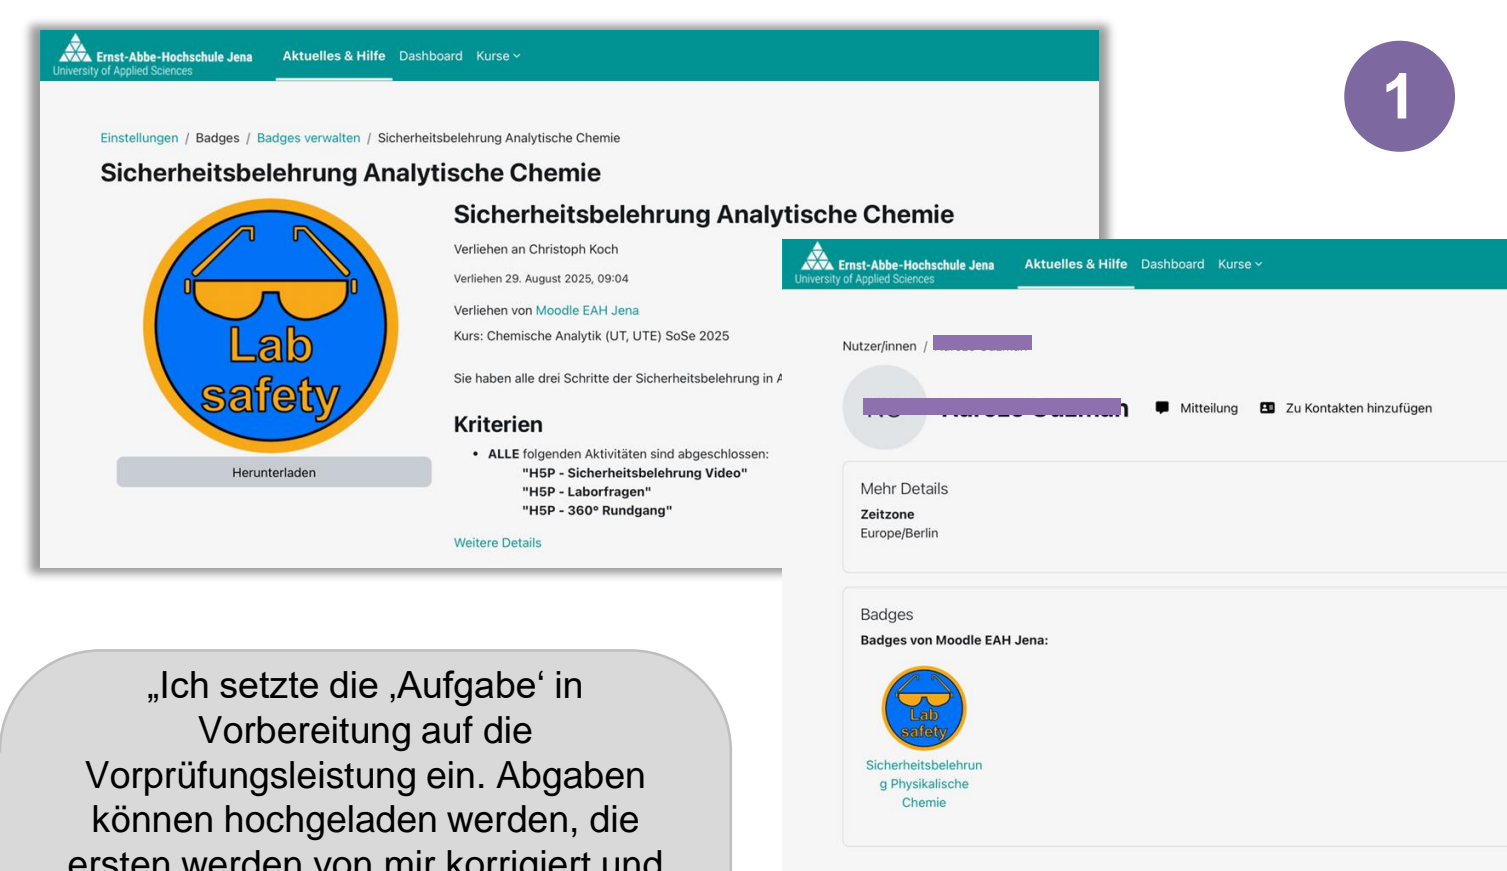 Ernst-Abbe-Hochschule Jena
University of Applied Sciences
Aktuelles & Hilfe Dashboard Kurse
1
Einstellungen / Badges / Badges verwalten / Sicherheitsbelehrung Analytische Chemie
Sicherheitsbelehrung Analytische Chemie
Lab
safety
Herunterladen
Sicherheitsbelehrung Analytische Chemie
Verliehen an Christoph Koch
Verliehen 29. August 2025, 09:04
Verliehen von Moodle EAH Jena
Kurs: Chemische Analytik (UT, UTE) SoSe 2025
Sie haben alle drei Schritte der Sicherheitsbelehrung in A
Kriterien
• ALLE folgenden Aktivitäten sind abgeschlossen:
"H5P - Sicherheitsbelehrung Video"
"H5P - Laborfragen"
"H5P - 360° Rundgang"
Weitere Details
Ernst-Abbe-Hochschule Jena
University of Applied Sciences
Aktuelles & Hilfe Dashboard Kurse
Nutzer/innen /
Mitteilung Zu Kontakten hinzufügen
Mehr Details
Zeitzone
Europe/Berlin
Badges
Badges von Moodle EAH Jena:
Lab
safety
Sicherheitsbelehrun
g Physikalische
Chemie
„Ich setzte die ‚Aufgabe‘ in
Vorbereitung auf die
Vorprüfungsleistung ein. Abgaben
können hochgeladen werden, die
ersten werden von mir korrigiert und